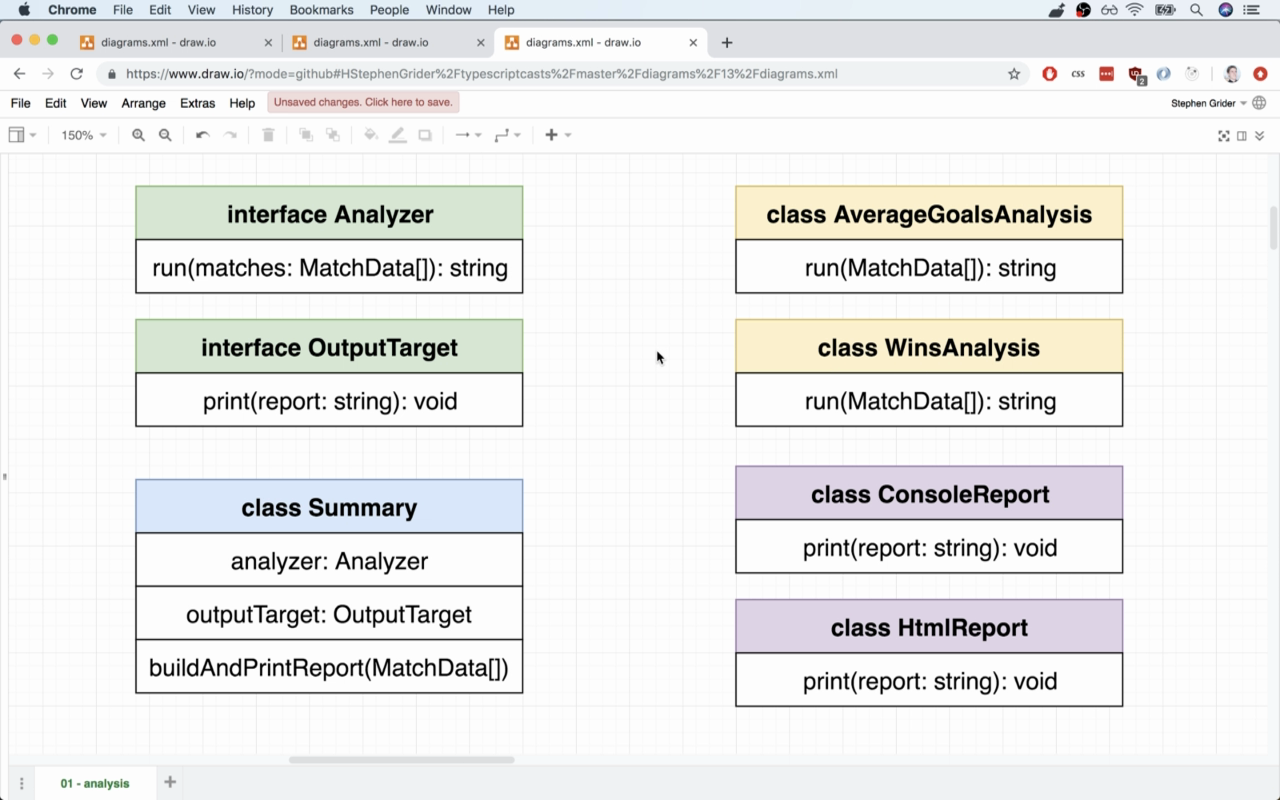 Chrome File Edit View History Bookmarks People Window Help
diagrams.xml - draw.io
diagrams.xml - draw.io
diagrams.xml - draw.io
https://www.draw.io/?mode=github#HStephenGrider%2Ftypescriptcasts%2Fmaster%2Fdiagrams%2F13%2Fdiagrams.xml
CSS
2
File Edit View Arrange Extras Help Unsaved changes. Click here to save.
Stephen Grider
150%
interface Analyzer
run(matches: MatchData[]): string
interface OutputTarget
print(report: string): void
class Summary
analyzer: Analyzer
outputTarget: OutputTarget
buildAndPrintReport(MatchData[])
class AverageGoalsAnalysis
run(MatchData[]): string
class WinsAnalysis
run(MatchData[]): string
class ConsoleReport
print(report: string): void
class HtmlReport
print(report: string): void
01 - analysis